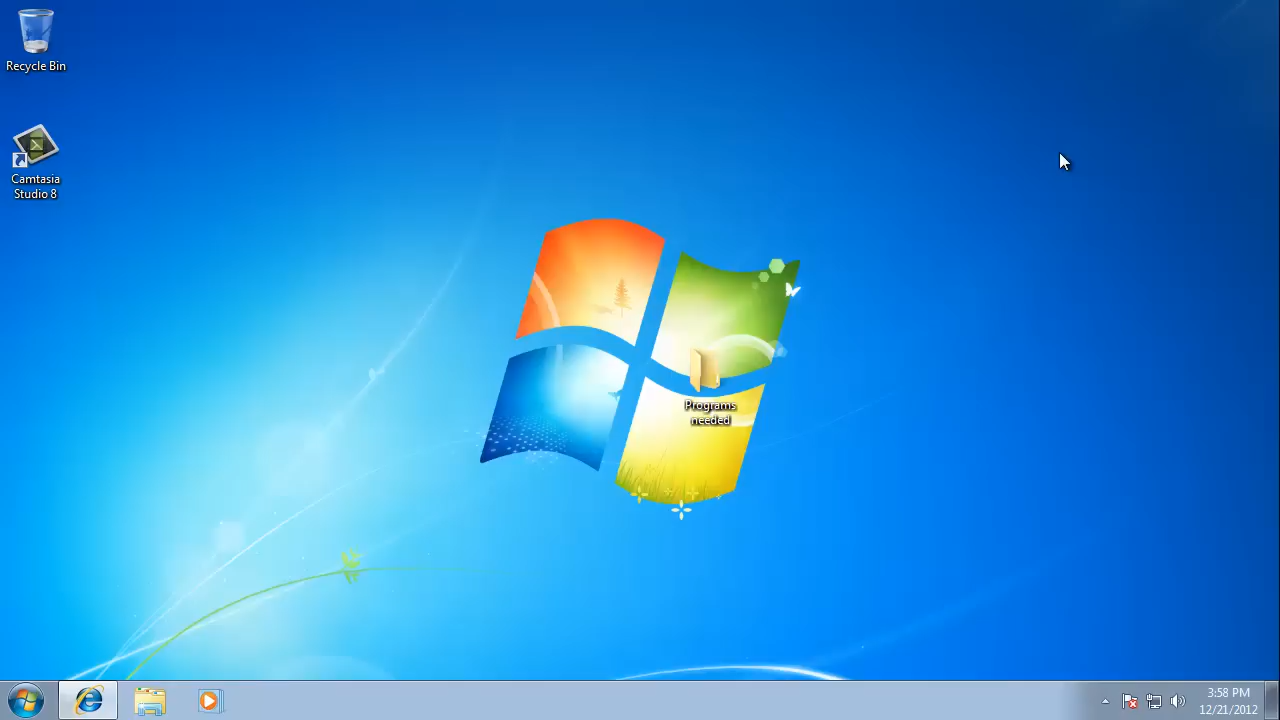 Recycle Bin
Camtasia
Studio 8
Programs
needed
3:58 PM
12/21/2012